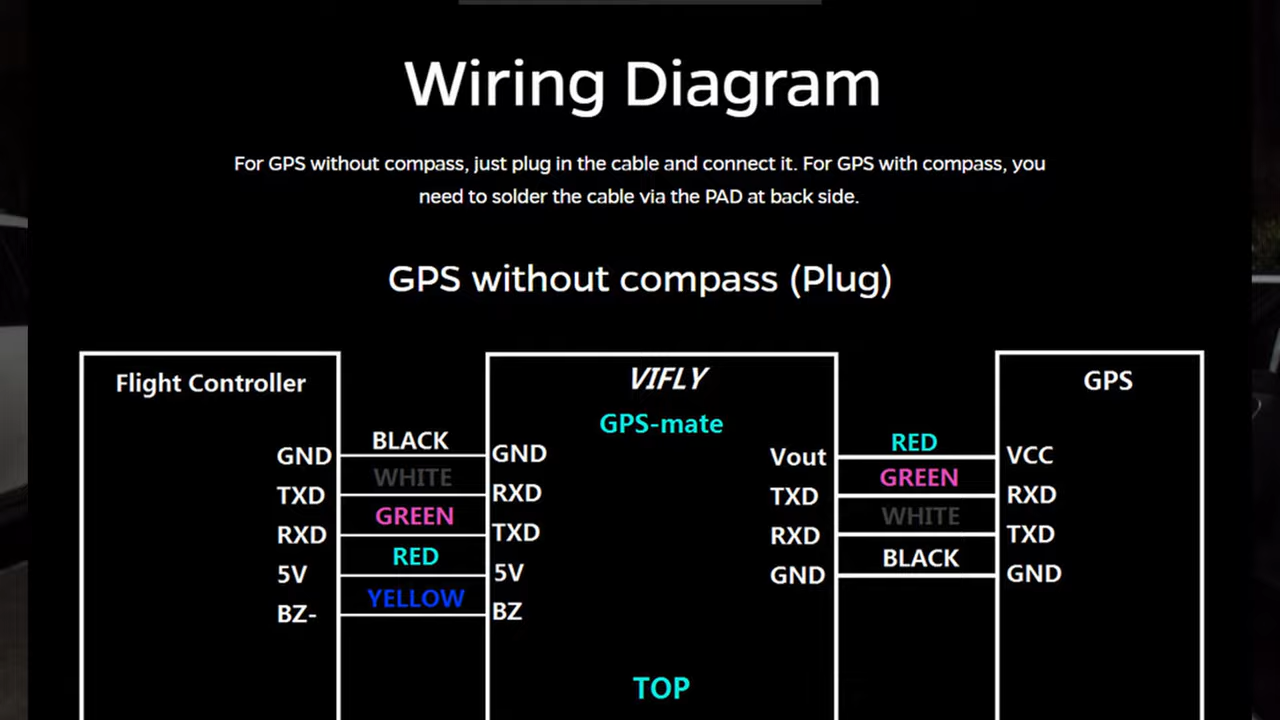 Wiring Diagram
For GPS without compass, just plug in the cable and connect it. For GPS with compass, you
need to solder the cable via the PAD at back side.
GPS without compass (Plug)
Flight Controller
GND
TXD
RXD
5V
BZ-
BLACK
WHITE
GREEN
RED
YELLOW
VIFLY
GPS-mate
GND
RXD
TXD
5V
BZ
Vout
TXD
RXD
GND
TOP
RED
GREEN
WHITE
BLACK
GPS
VCC
RXD
TXD
GND